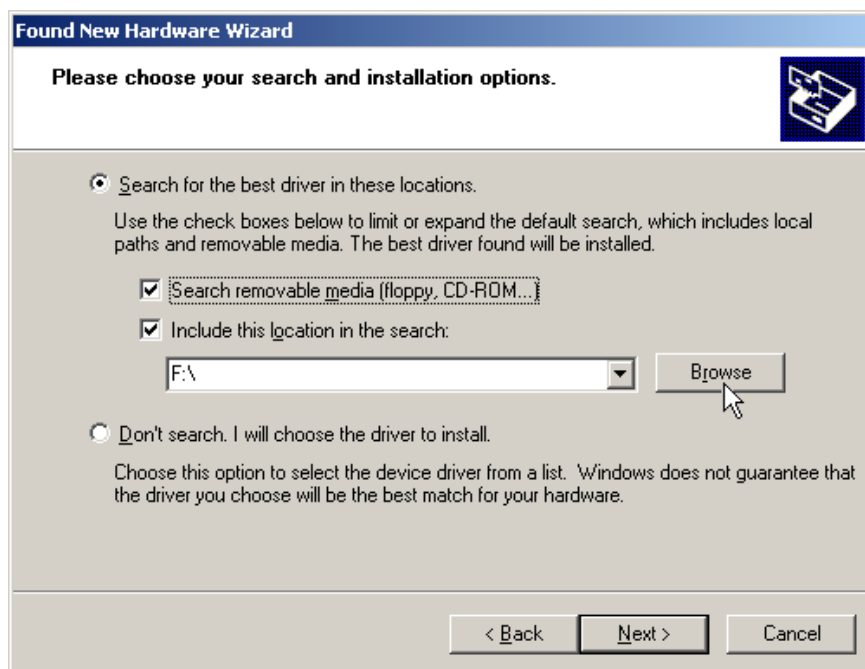 Found New Hardware Wizard
Please choose your search and installation options.
Search for the best driver in these locations.
Use the check boxes below to limit or expand the default search, which includes local
paths and removable media. The best driver found will be installed.
Search removable media (floppy, CD-ROM...)
Include this location in the search:
F:\
Browse
Don't search. I will choose the driver to install.
Choose this option to select the device driver from a list.  Windows does not guarantee that
the driver you choose will be the best match for your hardware.
< Back
Next >
Cancel